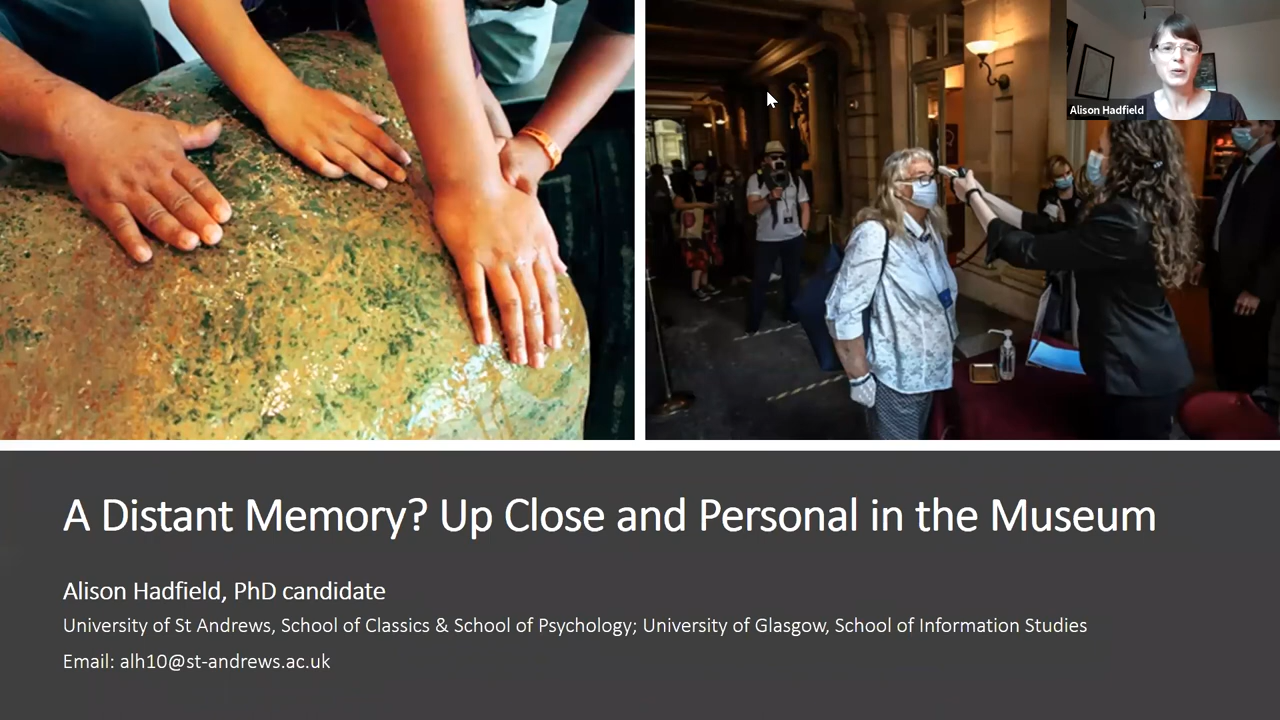 Alison Hadfield
A Distant Memory? Up Close and Personal in the Museum
Alison Hadfield, PhD candidate
University of St Andrews, School of Classics & School of Psychology; University of Glasgow, School of Information Studies
Email: alh10@st-andrews.ac.uk